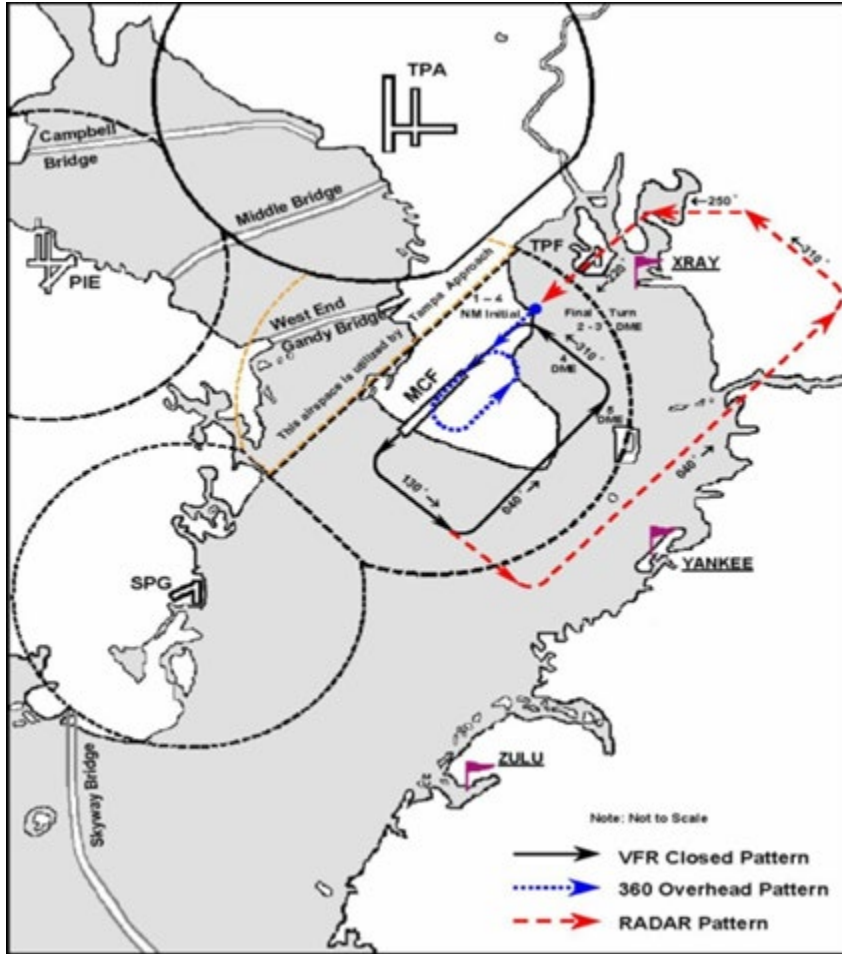 TPA
Campbell
Bridge
Middle Bridge
PIE
West End
Gandy Bridge
This airspace is utilized by Tampa Approach
TPF
XRAY
←250°
←310°
←220°
1 - 4
NM Initial
Final Turn
2 - 3 DME
←310°
4
DME
MCF
5
DME
130° →
040° →
040° →
SPG
YANKEE
ZULU
Skyway Bridge
Note: Not to Scale
VFR Closed Pattern
360 Overhead Pattern
RADAR Pattern